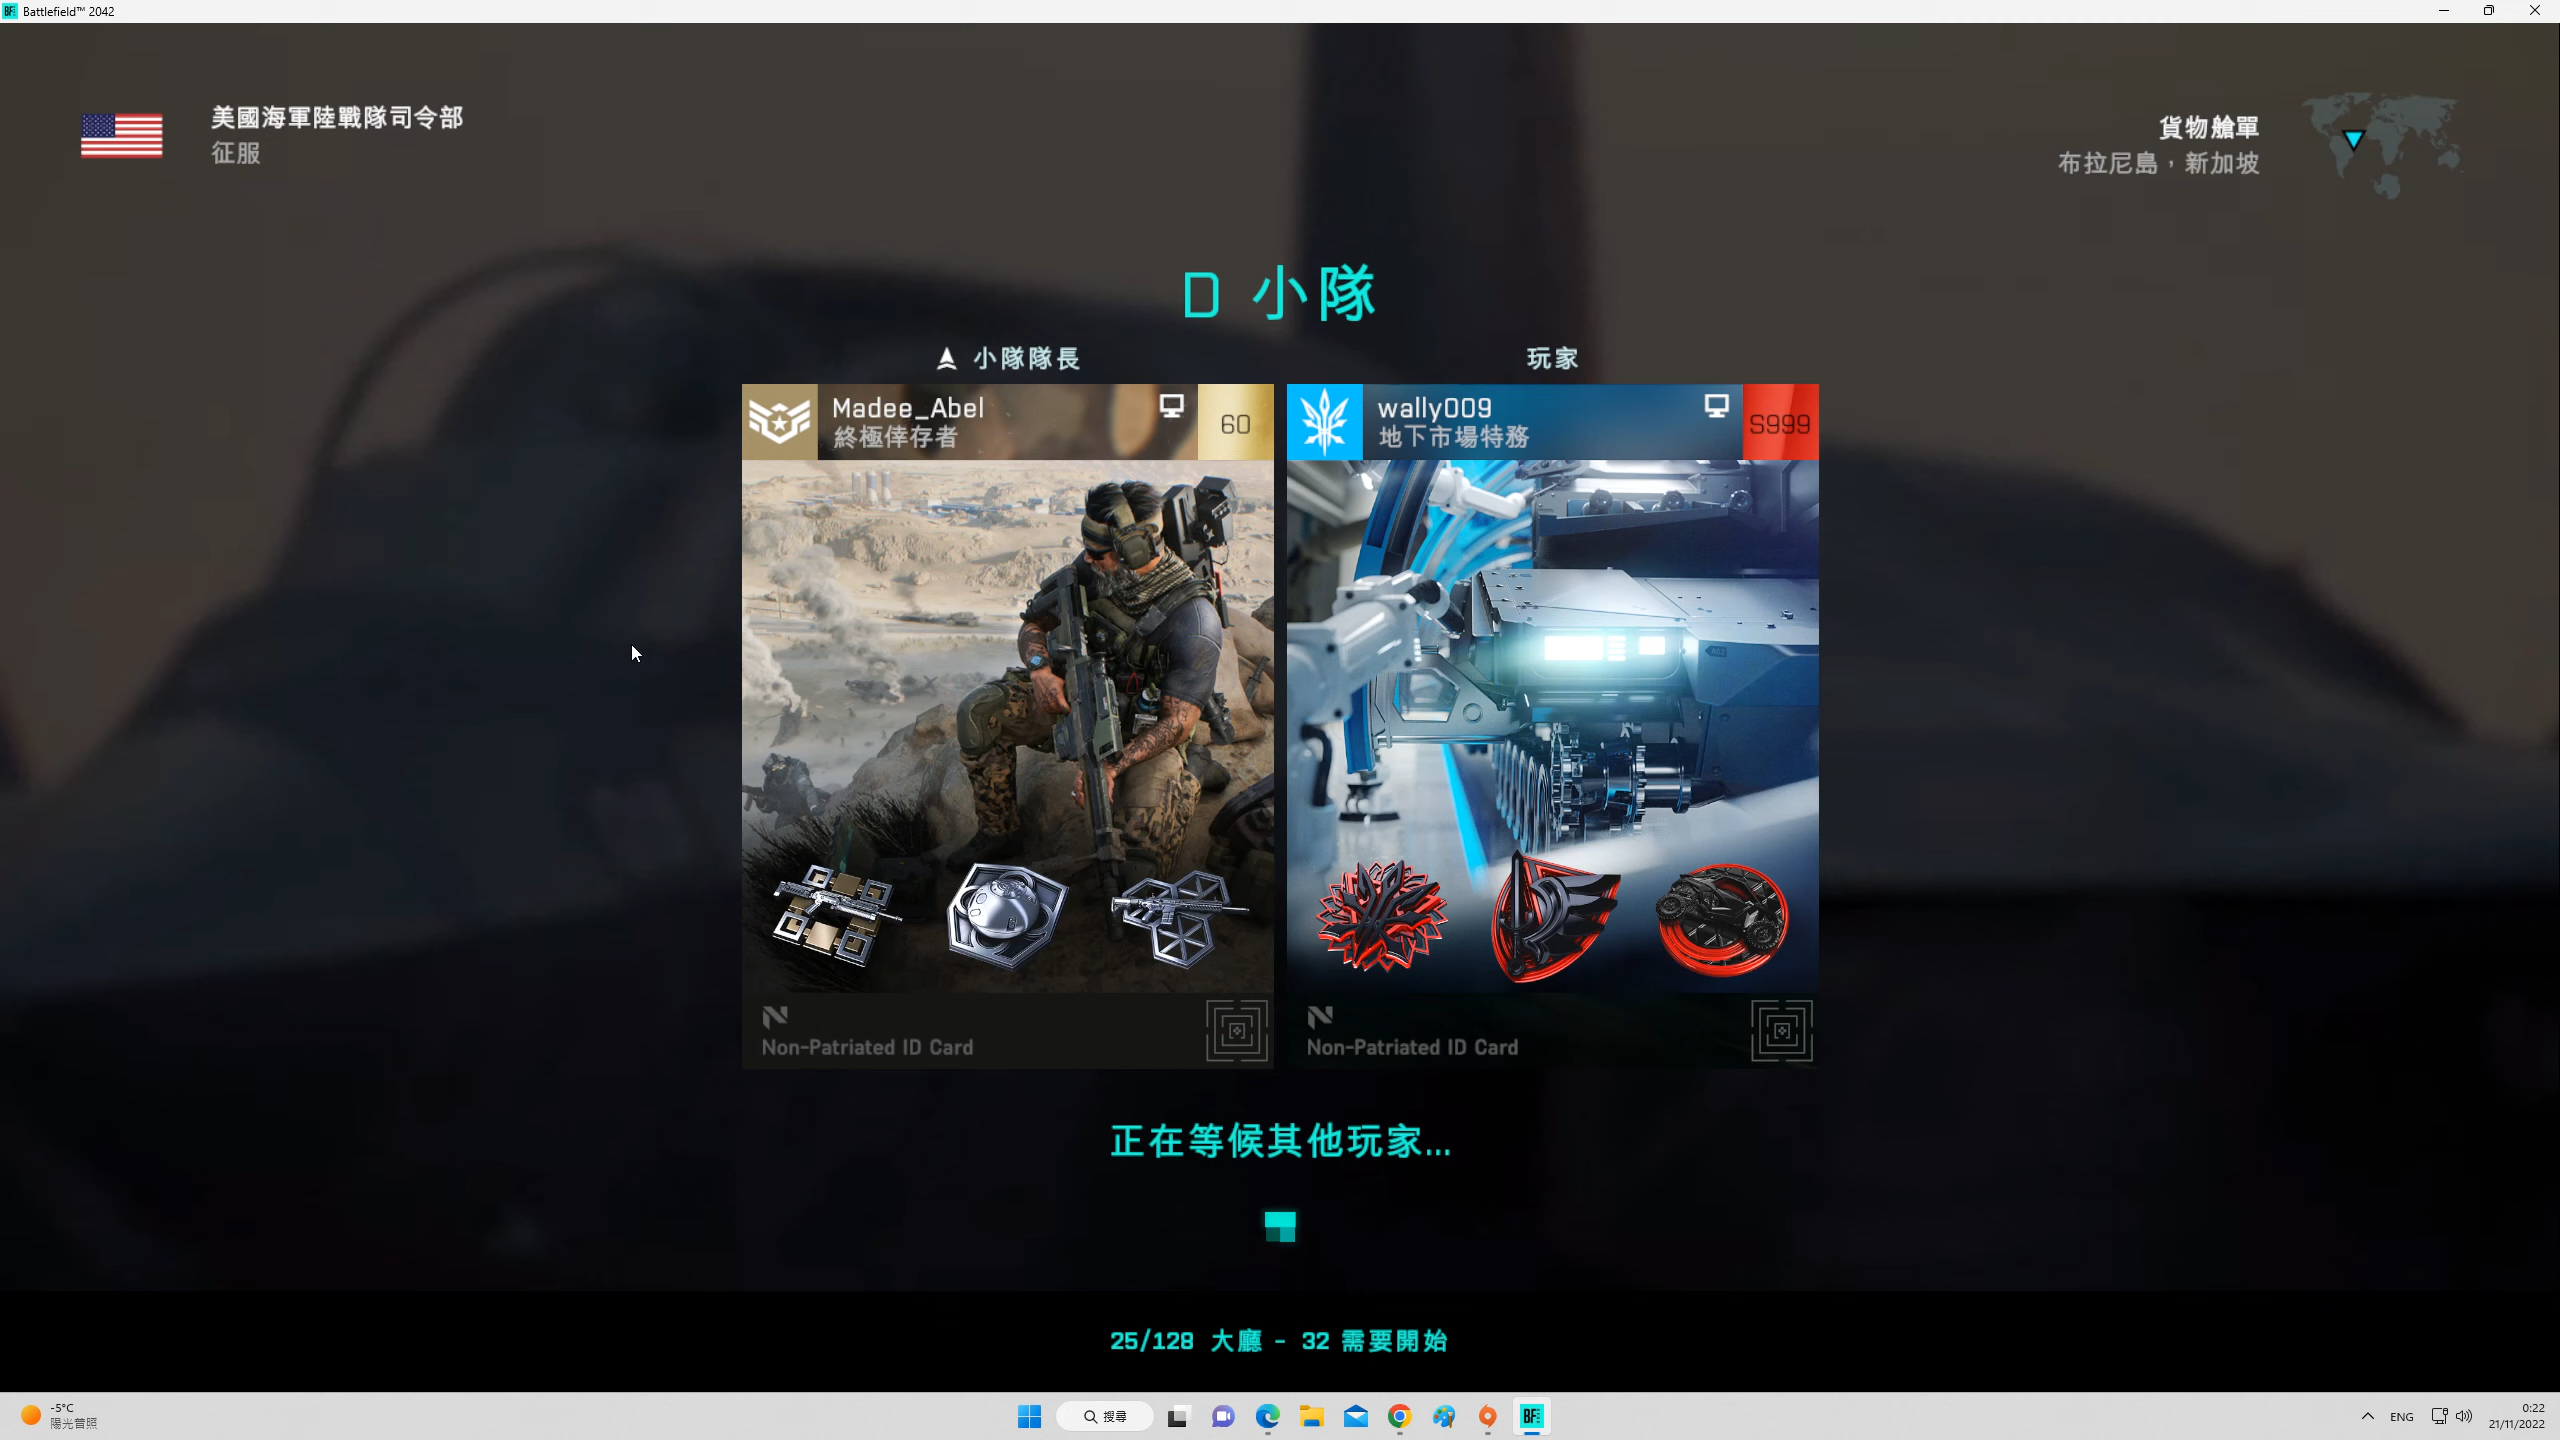 Battlefield™ 2042
美國海軍陸戰隊司令部
征服
貨物艙單
布拉尼島，新加坡
D 小隊
小隊隊長
玩家
Madee_Abel
終極倖存者
60
wally009
地下市場特務
S999
Non-Patriated ID Card
Non-Patriated ID Card
正在等候其他玩家...
25/128 大廳 - 32 需要開始
-5°C
陽光普照
搜尋
ENG
0:22
21/11/2022